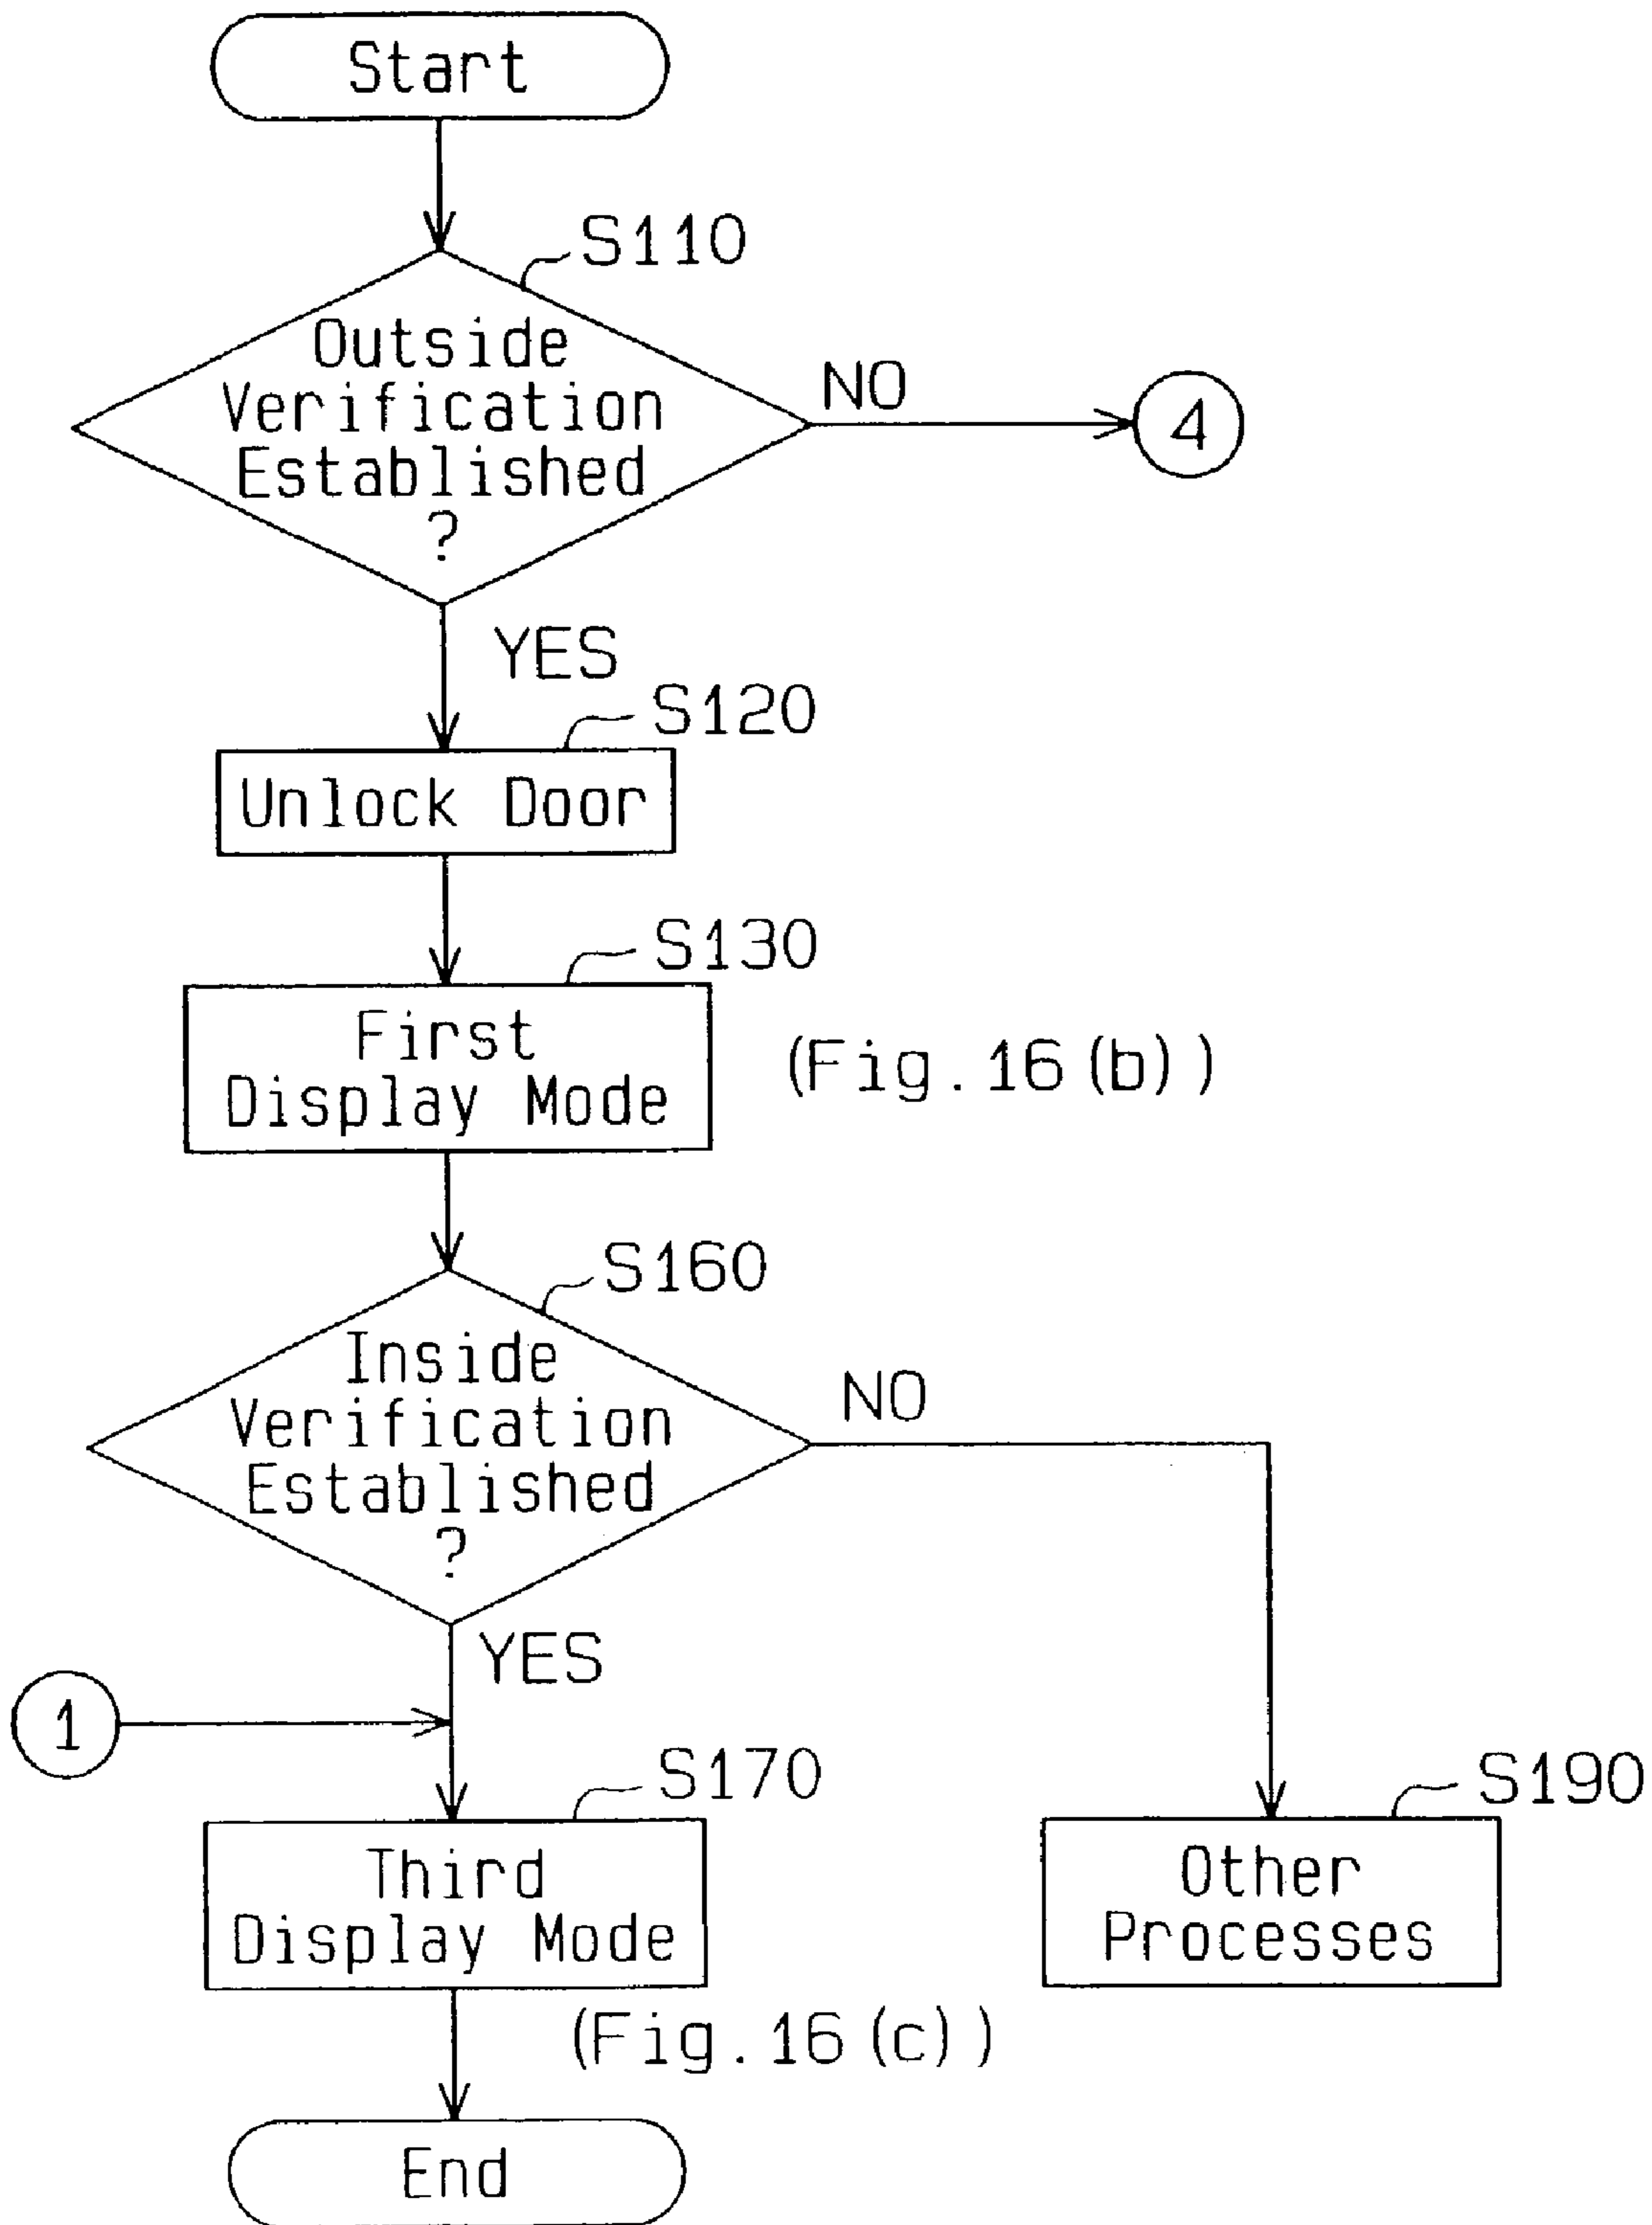 Start
S110
Outside
Verification
Established
?
NO
4
YES
S120
Unlock Door
S130
First
Display Mode
(Fig. 16(b))
S160
Inside
Verification
Established
?
NO
YES
1
S170
Third
Display Mode
(Fig. 16(c))
S190
Other
Processes
End